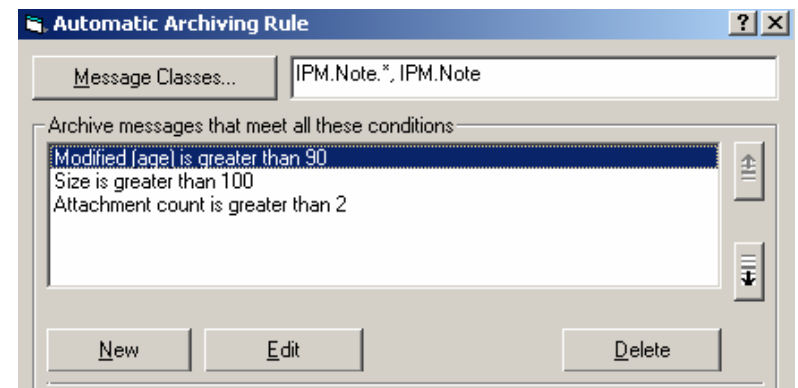 Automatic Archiving Rule
Message Classes...
IPM.Note.*, IPM.Note
Archive messages that meet all these conditions
Modified (age) is greater than 90
Size is greater than 100
Attachment count is greater than 2
New Edit Delete